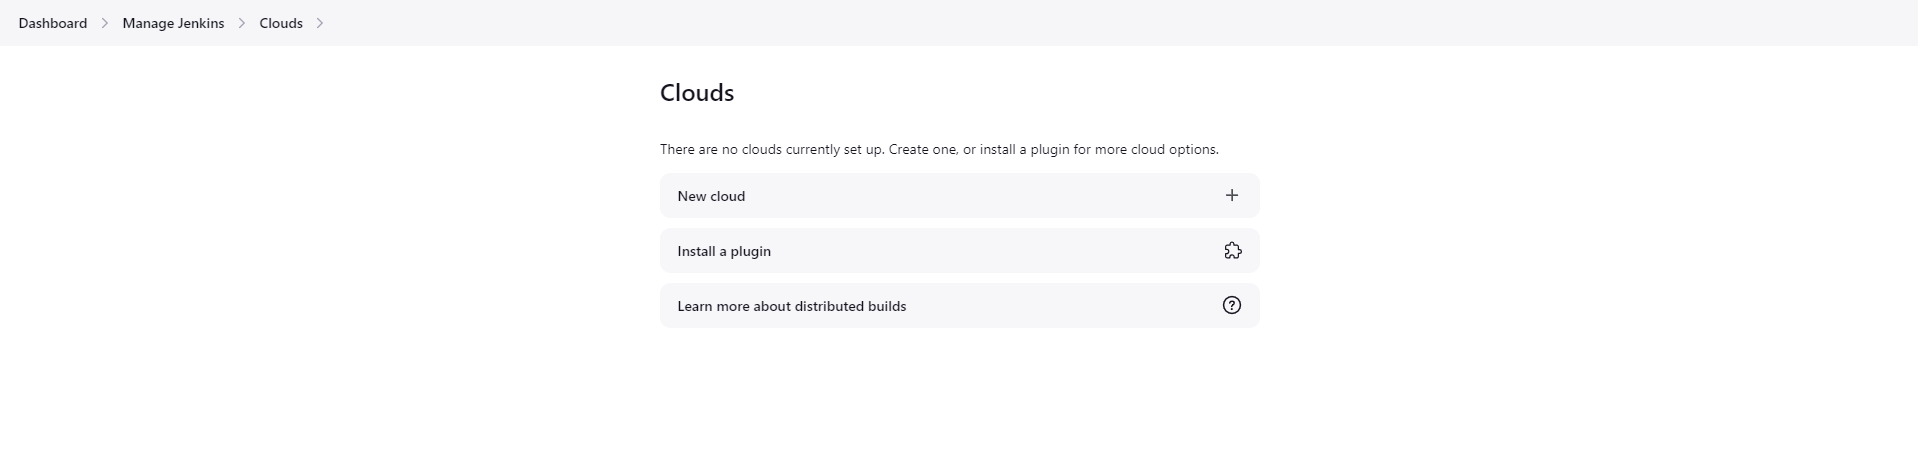 Dashboard > Manage Jenkins > Clouds >
Clouds
There are no clouds currently set up. Create one, or install a plugin for more cloud options.
New cloud
Install a plugin
Learn more about distributed builds